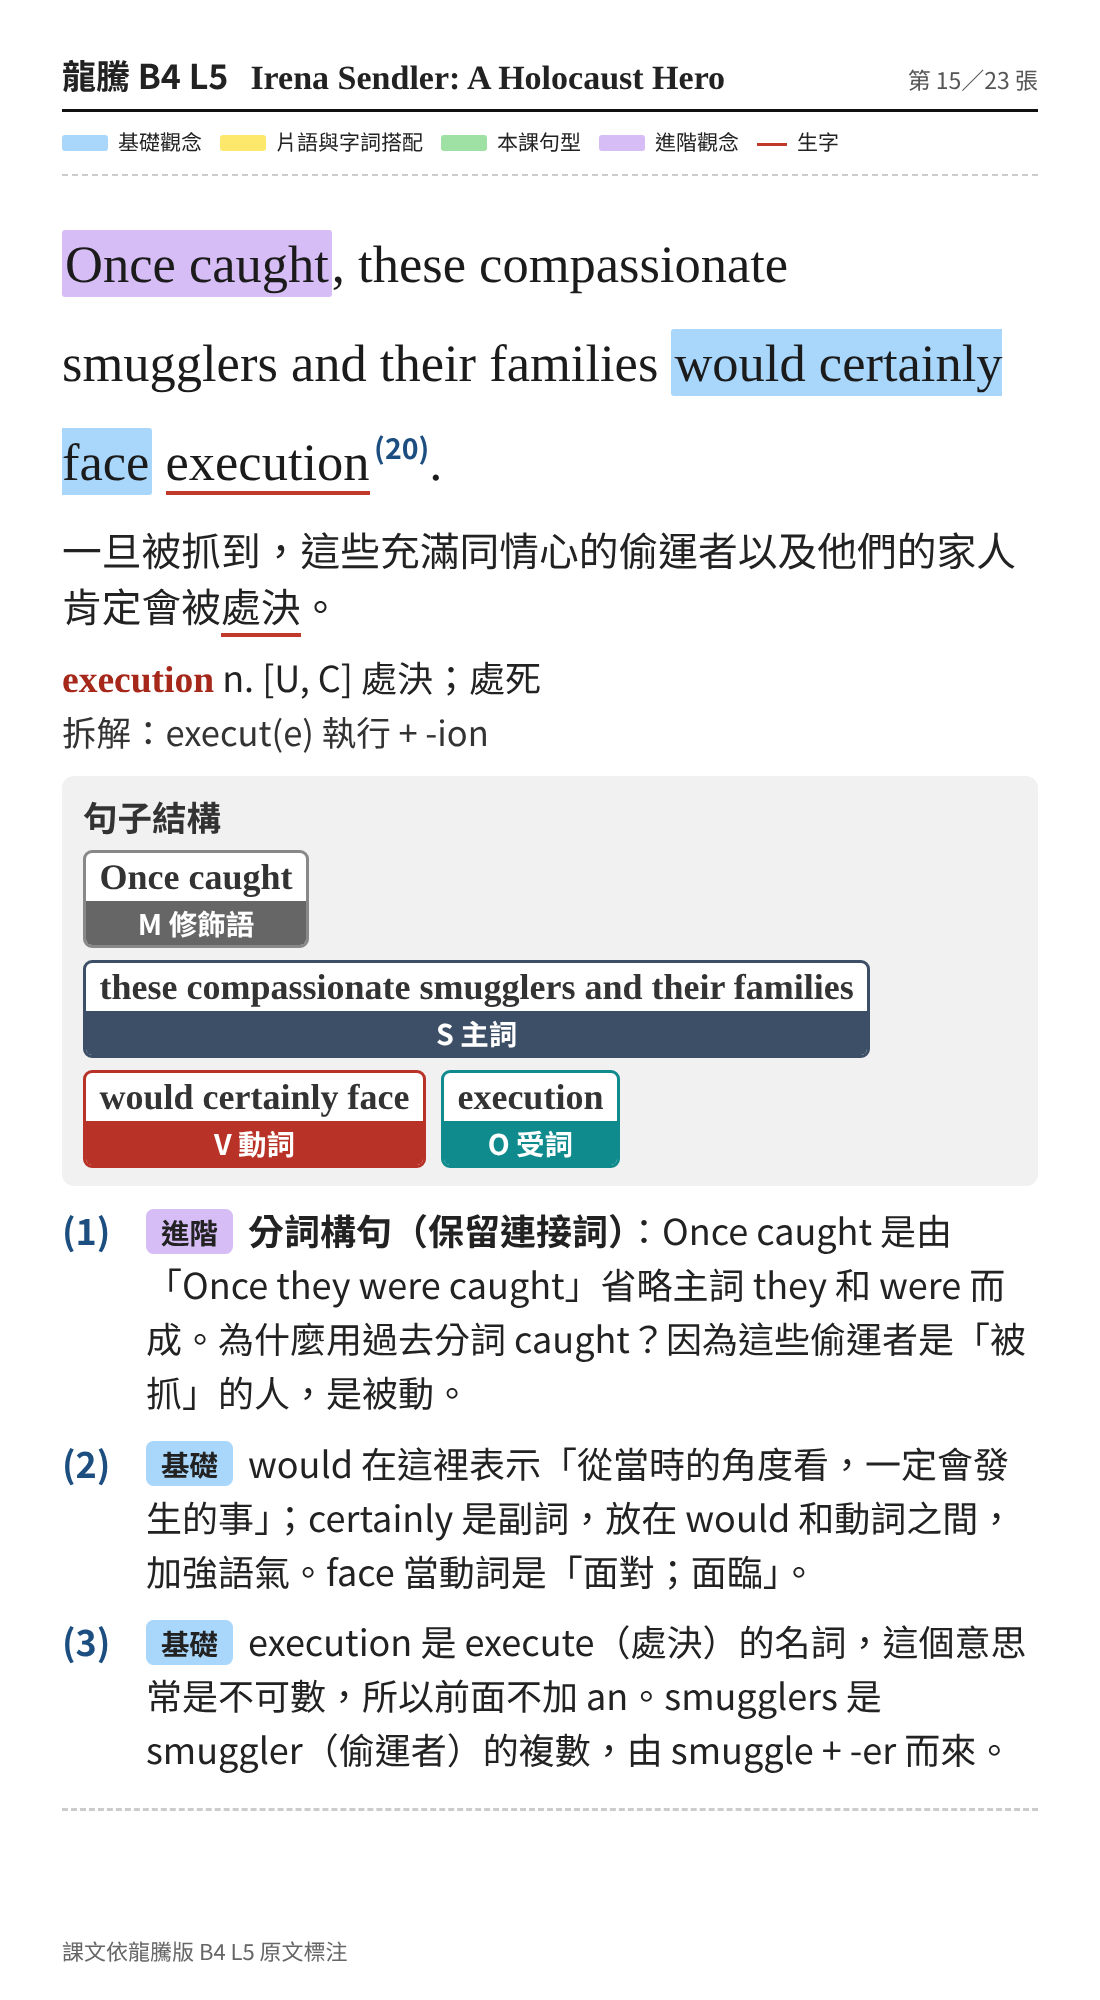 龍騰 B4 L5 Irena Sendler: A Holocaust Hero 第 15／23 張
基礎觀念 片語與字詞搭配 本課句型 進階觀念 生字
Once caught, these compassionate
smugglers and their families would certainly
face execution(20).
一旦被抓到，這些充滿同情心的偷運者以及他們的家人
肯定會被處決。
execution n. [U, C] 處決；處死
拆解：execut(e) 執行 + -ion
句子結構
Once caught
M 修飾語
these compassionate smugglers and their families
S 主詞
would certainly face execution
V 動詞 O 受詞
(1) 進階 分詞構句（保留連接詞）：Once caught 是由
「Once they were caught」省略主詞 they 和 were 而
成。為什麼用過去分詞 caught？因為這些偷運者是「被
抓」的人，是被動。
(2) 基礎 would 在這裡表示「從當時的角度看，一定會發
生的事」；certainly 是副詞，放在 would 和動詞之間，
加強語氣。face 當動詞是「面對；面臨」。
(3) 基礎 execution 是 execute（處決）的名詞，這個意思
常是不可數，所以前面不加 an。smugglers 是
smuggler（偷運者）的複數，由 smuggle + -er 而來。
課文依龍騰版 B4 L5 原文標注